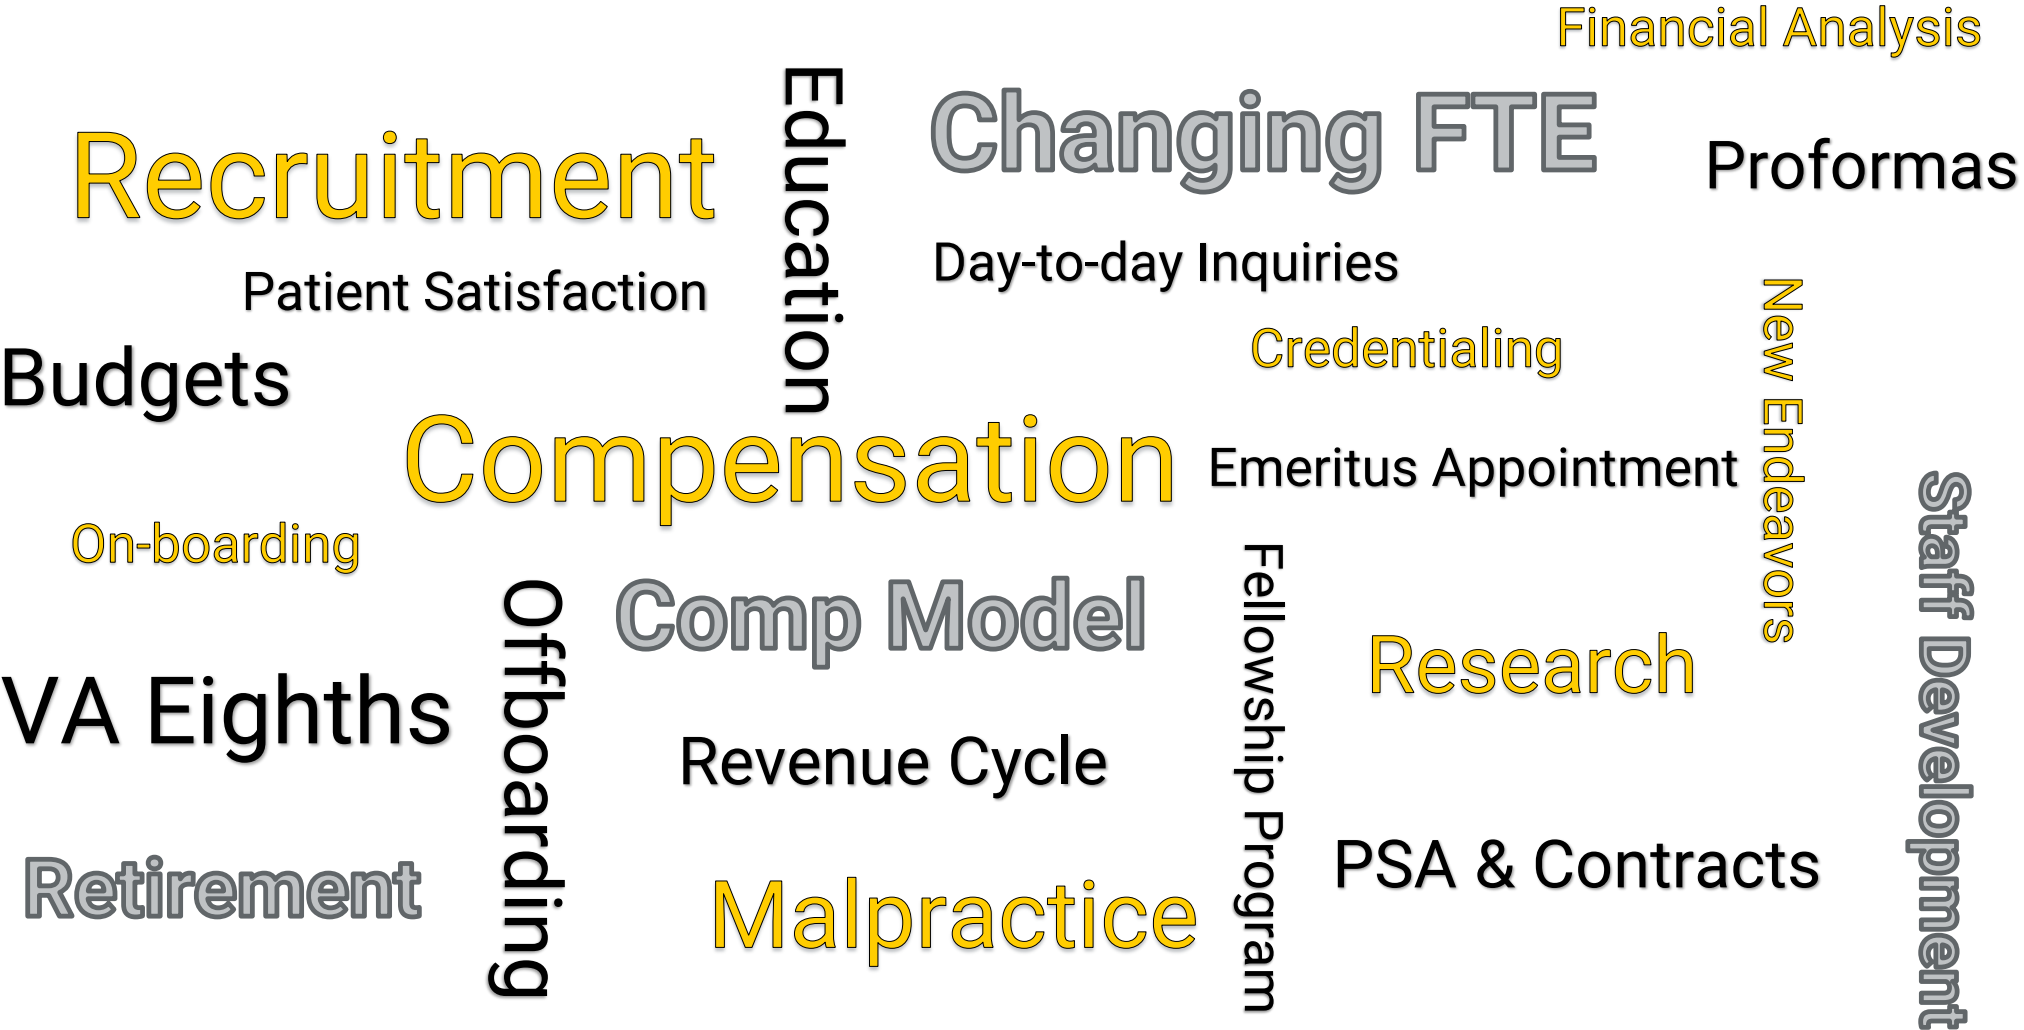 Financial Analysis
Recruitment
Education
Changing FTE
Proformas
Patient Satisfaction
Day-to-day Inquiries
Budgets
Credentialing
New Endeavors
Compensation
Emeritus Appointment
On-boarding
Offboarding
Comp Model
Fellowship Program
Research
Staff Development
VA Eighths
Revenue Cycle
Retirement
Malpractice
PSA & Contracts